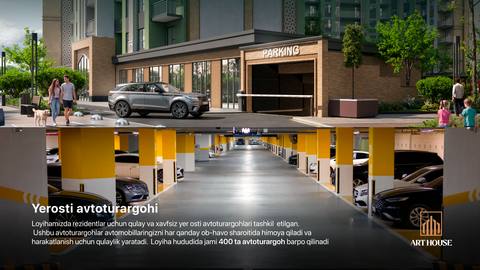 PARKING
Yerosti avtoturargohi
Loyihamizda rezidentlar uchun qulay va xavfsiz yer osti avtoturargohlari tashkil etilgan.
Ushbu avtoturargohlar avtomobillaringizni har qanday ob-havo sharoitida himoya qiladi va
harakatlanish uchun qulaylik yaratadi. Loyiha hududida jami 400 ta avtoturargoh barpo qilinadi
ART HOUSE